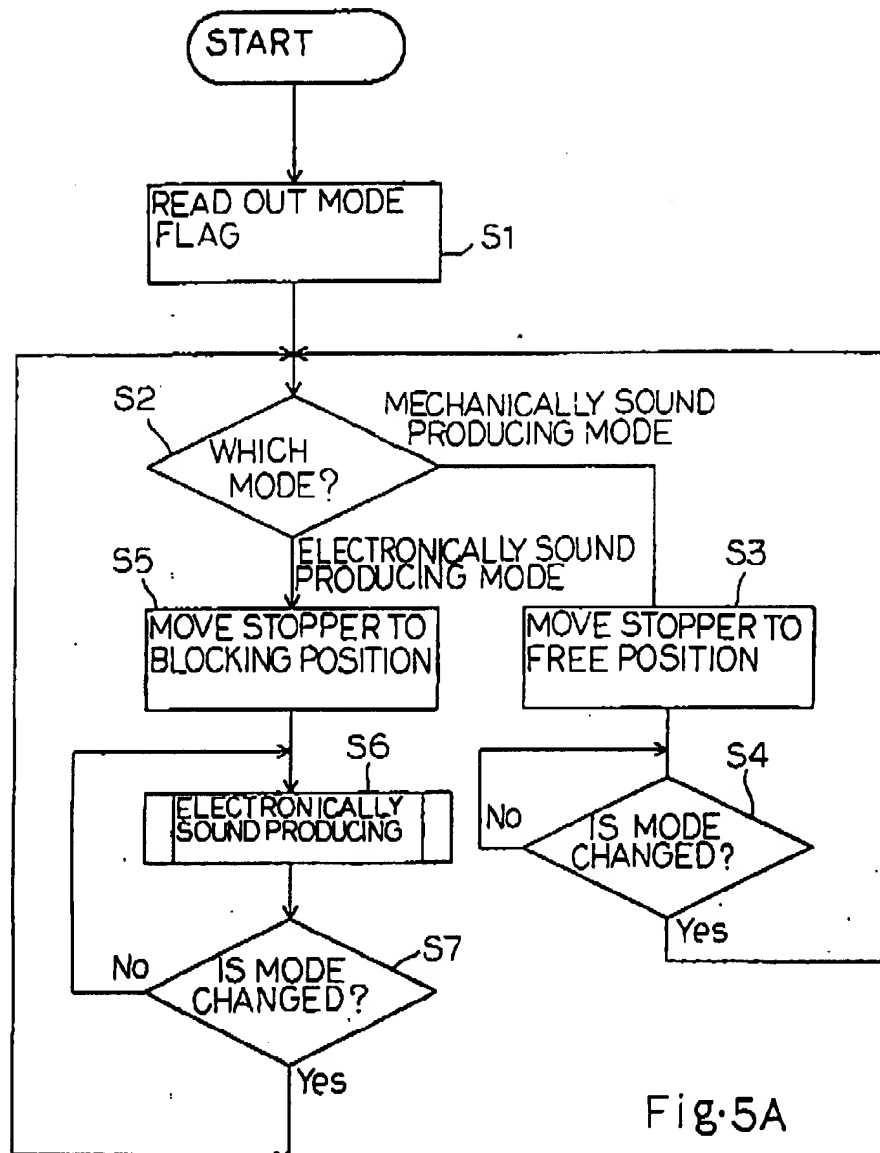 START
READ OUT MODE
FLAG
S1
S2
MECHANICALLY SOUND
PRODUCING MODE
WHICH
MODE?
ELECTRONICALLY SOUND
PRODUCING MODE
S5
S3
MOVE STOPPER TO
BLOCKING POSITION
MOVE STOPPER TO
FREE POSITION
S6
S4
ELECTRONICALLY
SOUND PRODUCING
No
IS MODE
CHANGED?
Yes
S7
No
IS MODE
CHANGED?
Yes
Fig.5A